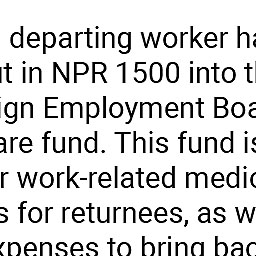 departing worker ha
ut in NPR 1500 into t
ign Employment Boa
are fund. This fund is
r work-related medic
s for returnees, as w
xpenses to bring bac